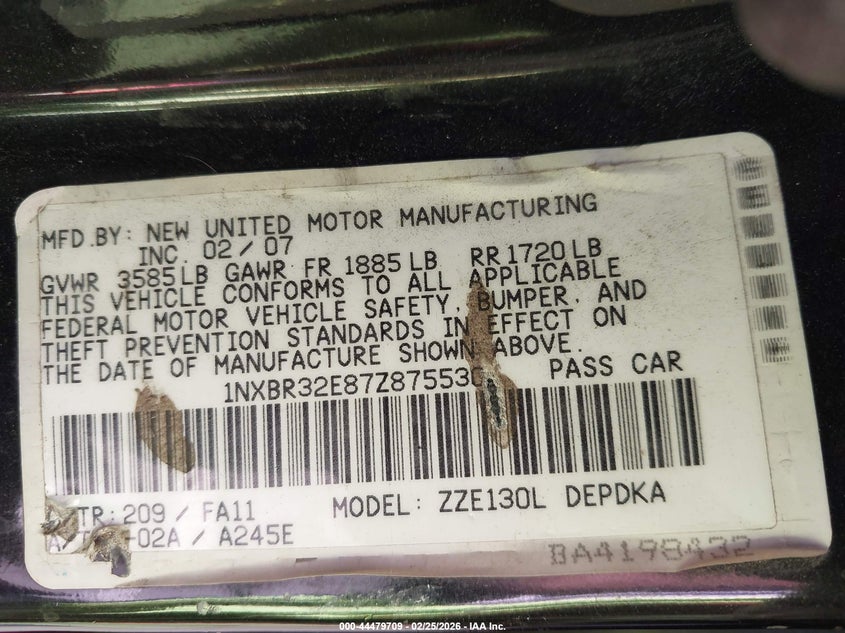 MFD.BY: NEW UNITED MOTOR MANUFACTURING
INC. 02/07
GVWR 3585LB GAWR FR 1885LB RR1720LB
THIS VEHICLE CONFORMS TO ALL APPLICABLE
FEDERAL MOTOR VEHICLE SAFETY, BUMPER, AND
THEFT PREVENTION STANDARDS IN EFFECT ON
THE DATE OF MANUFACTURE SHOWN ABOVE.
PASS CAR
TR:209 / FA11
MODEL: ZZE130L DEPDKA
-02A / A245E
BA4198432
000-44479709 - 02/25/2026 - IAA Inc.